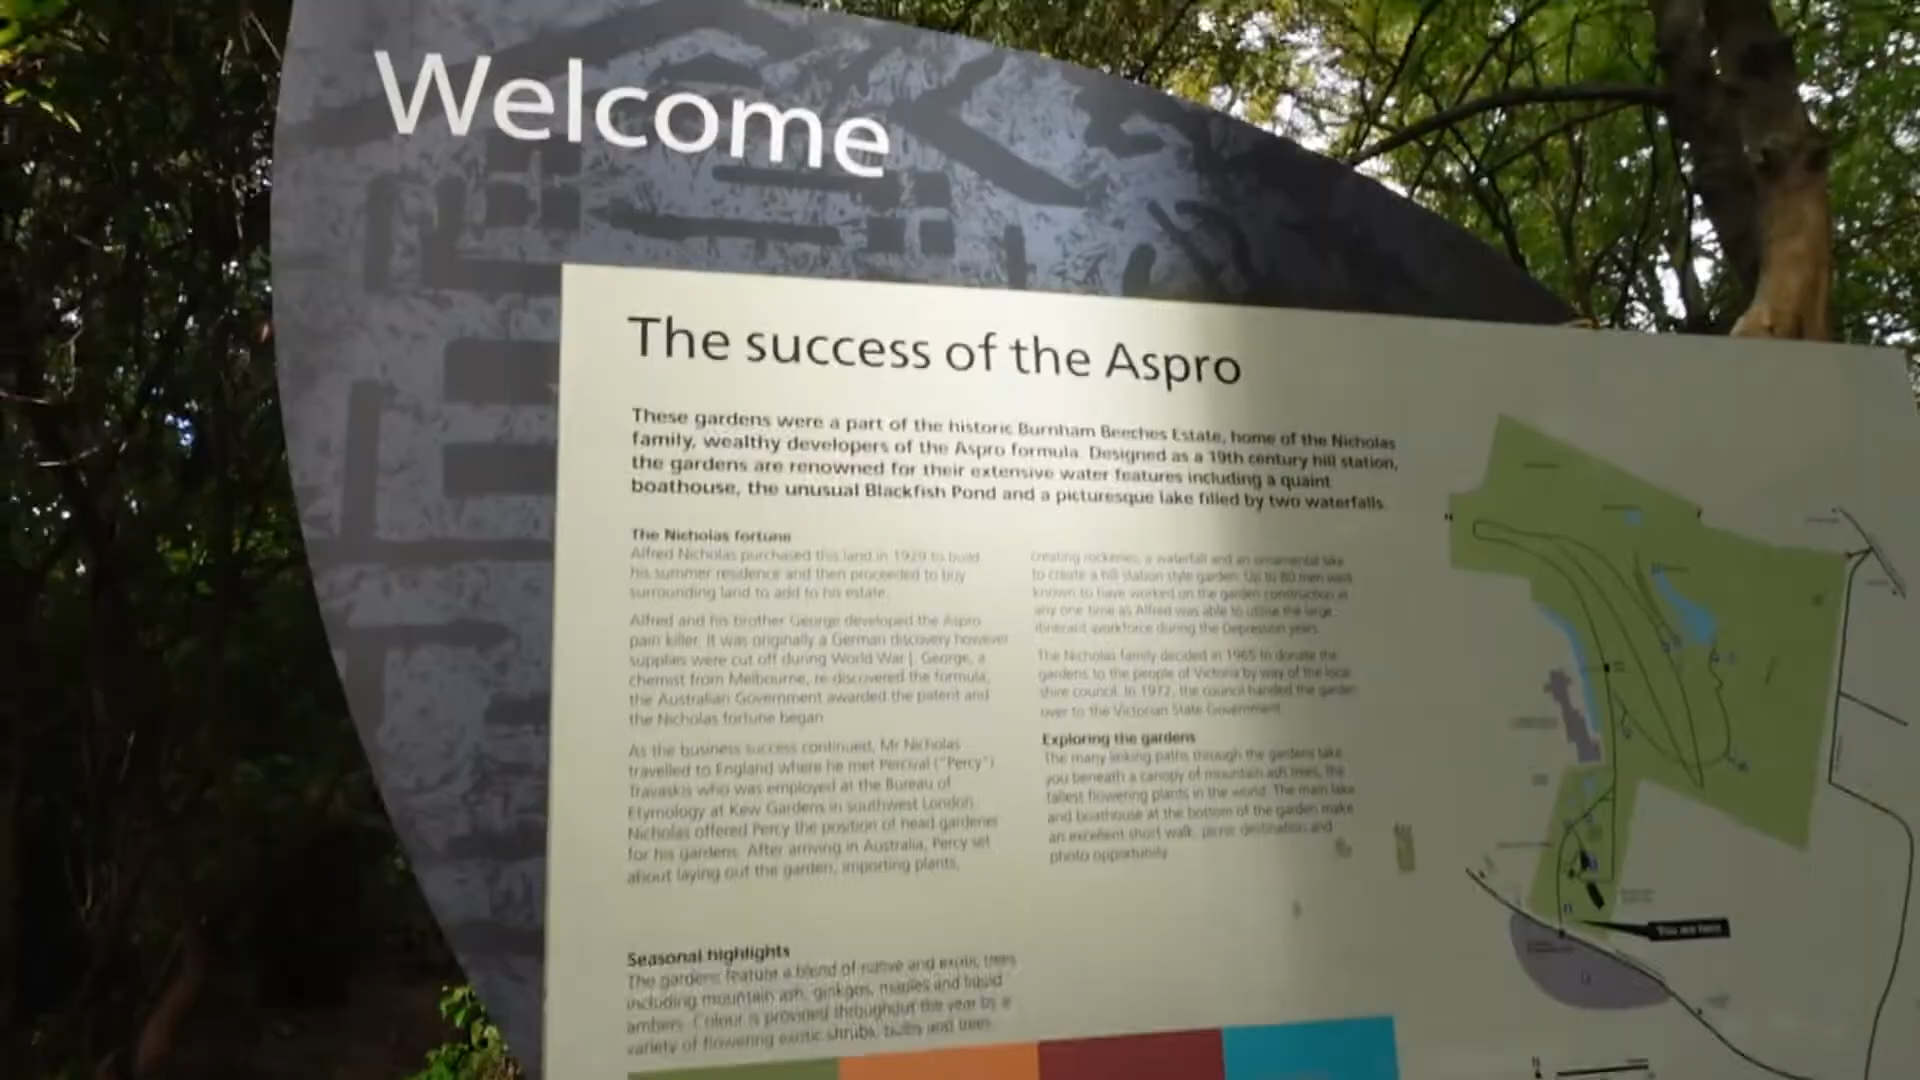 Welcome
The success of the Aspro
These gardens were a part of the historic Burnham Beeches Estate, home of the Nicholas
family, wealthy developers of the Aspro formula. Designed as a 19th century hill station,
the gardens are renowned for their extensive water features including a quaint
boathouse, the unusual Blackfish Pond and a picturesque lake filled by two waterfalls.
The Nicholas fortune
Alfred Nicholas purchased this land in 1929 to build
his summer residence and then proceeded to buy
surrounding land to add to his estate.
Alfred and his brother George developed the Aspro
pain killer. It was originally a German discovery however
supplies were cut off during World War I. George, a
chemist from Melbourne, re-discovered the formula,
the Australian Government awarded the patent and
the Nicholas fortune began.
As the business success continued, Mr Nicholas
travelled to England where he met Percival ("Percy")
Travaskis who was employed at the Bureau of
Etymology at Kew Gardens in southwest London.
Nicholas offered Percy the position of head gardener
for his gardens. After arriving in Australia, Percy set
about laying out the garden, importing plants,
creating rockeries, a waterfall and an ornamental lake
to create a hill station style garden. Up to 80 men were
known to have worked on the garden construction at
any one time as Alfred was able to utilise the large
itinerant workforce during the Depression years.
The Nicholas family decided in 1965 to donate the
gardens to the people of Victoria by way of the local
shire council. In 1972, the council handed the garden
over to the Victorian State Government.
Exploring the gardens
The many linking paths through the gardens take
you beneath a canopy of mountain ash trees, the
tallest flowering plants in the world. The main lake
and boathouse at the bottom of the garden make
an excellent short walk, picnic destination and
photo opportunity.
Seasonal highlights
The gardens feature a blend of native and exotic trees
including mountain ash, ginkgos, maples and liquid
ambers. Colour is provided throughout the year by a
variety of flowering exotic shrubs, bulbs and trees.
You are here
N